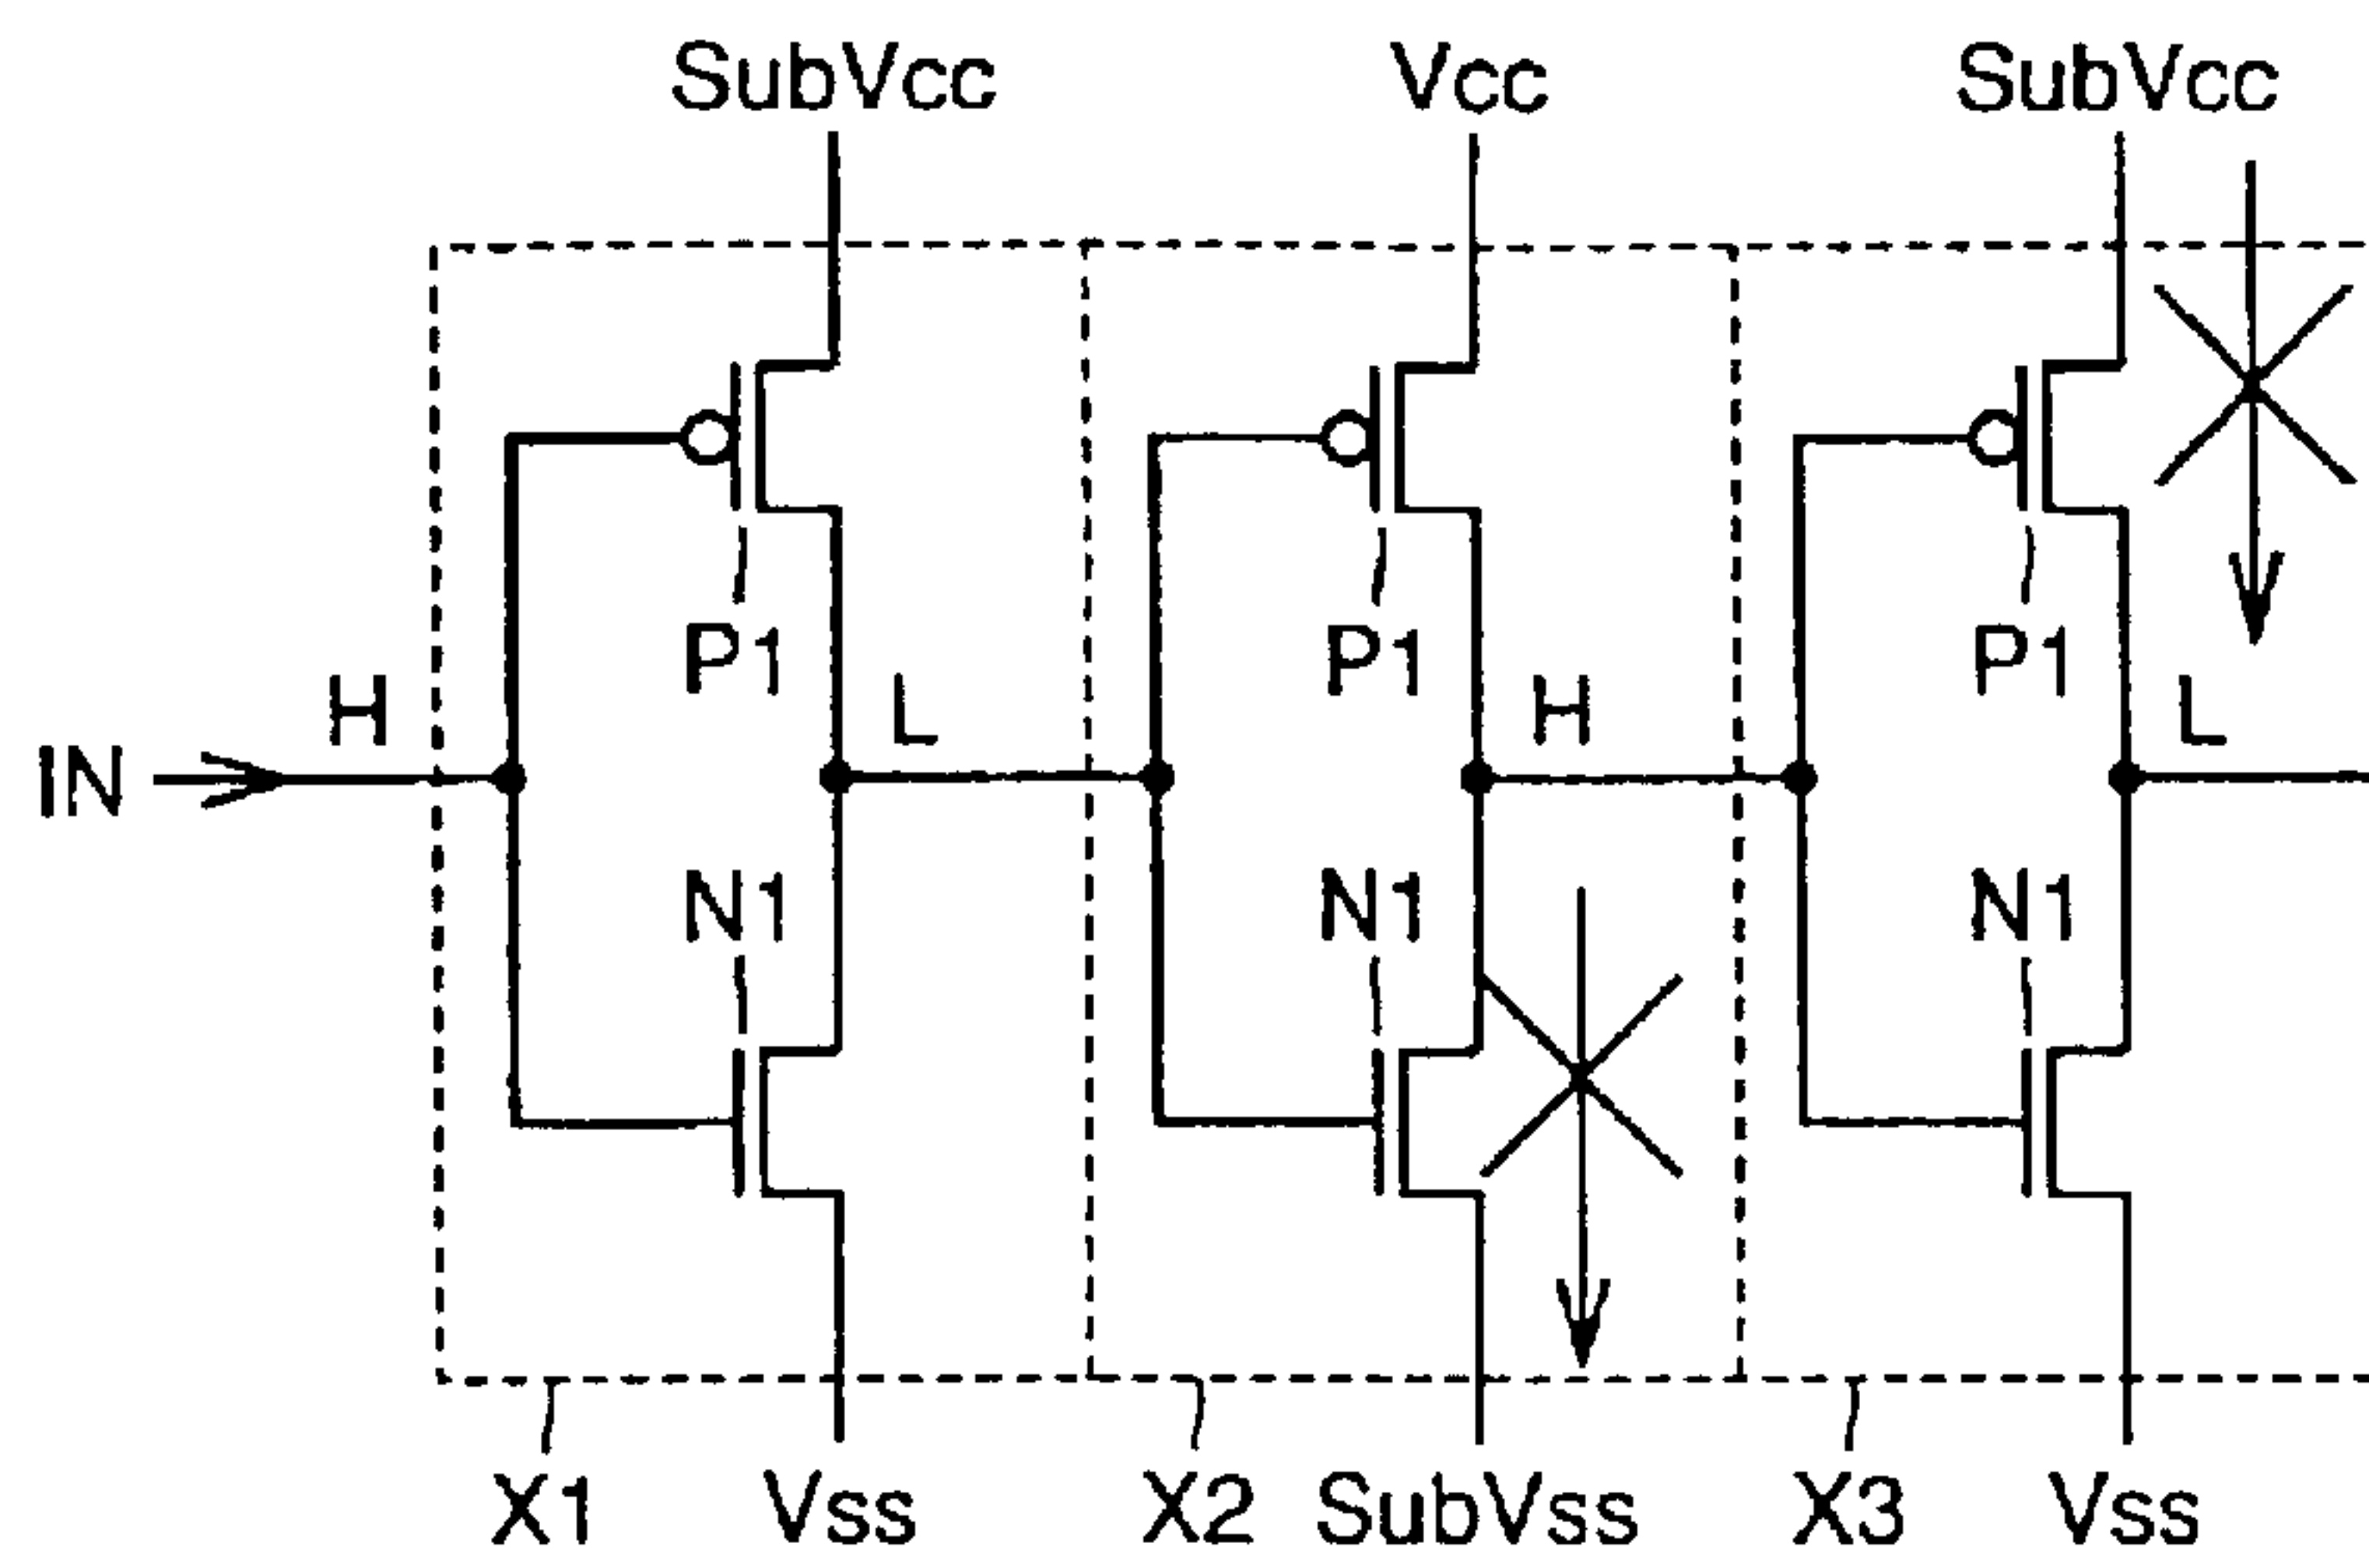 SubVcc Vcc SubVcc
P1 P1 P1
H L H L
IN
N1 N1 N1
X1 Vss X2 SubVss X3 Vss